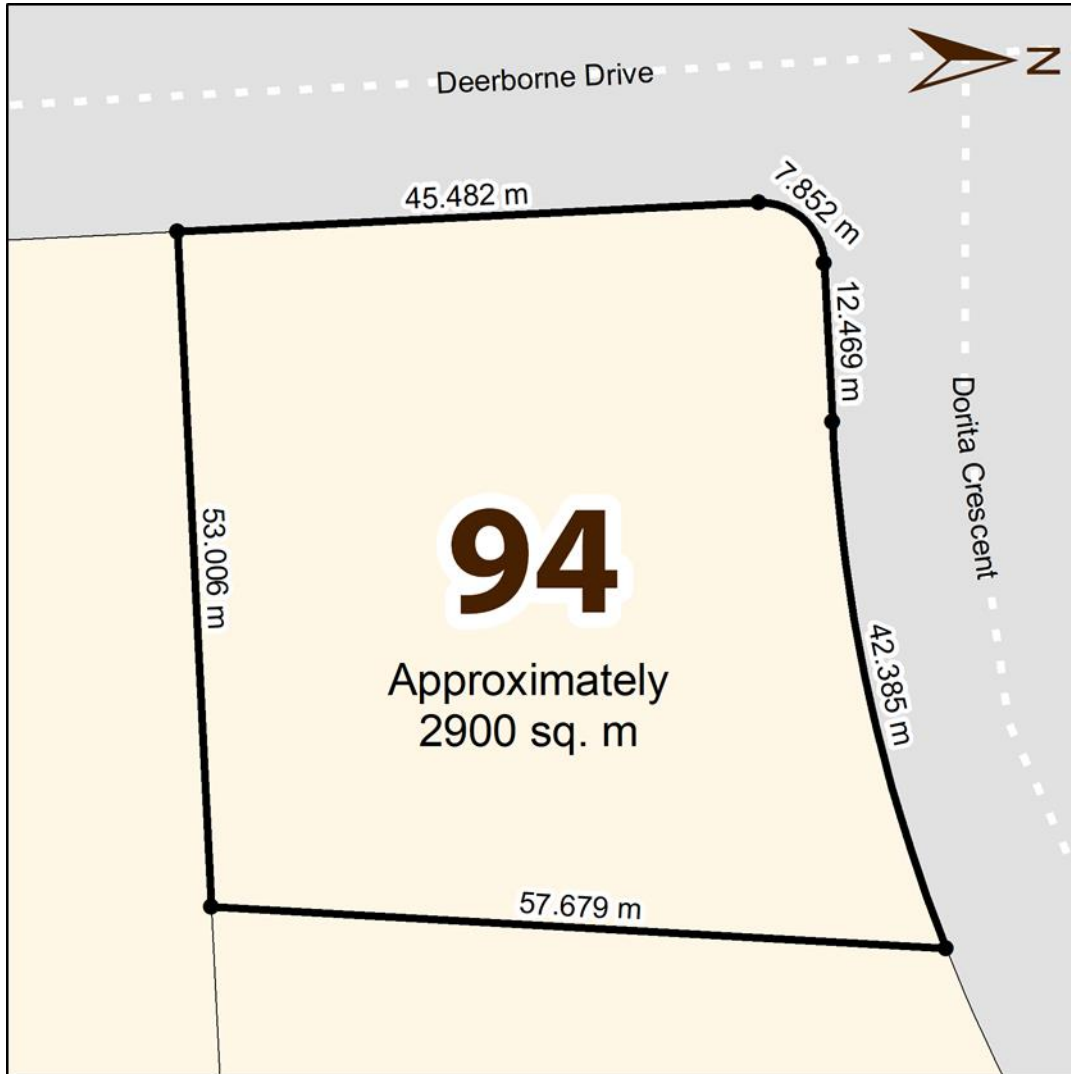 Deerborne Drive
N
45.482 m
7.852 m
12.469 m
Dorita Crescent
53.006 m
94
Approximately
2900 sq. m
42.385 m
57.679 m